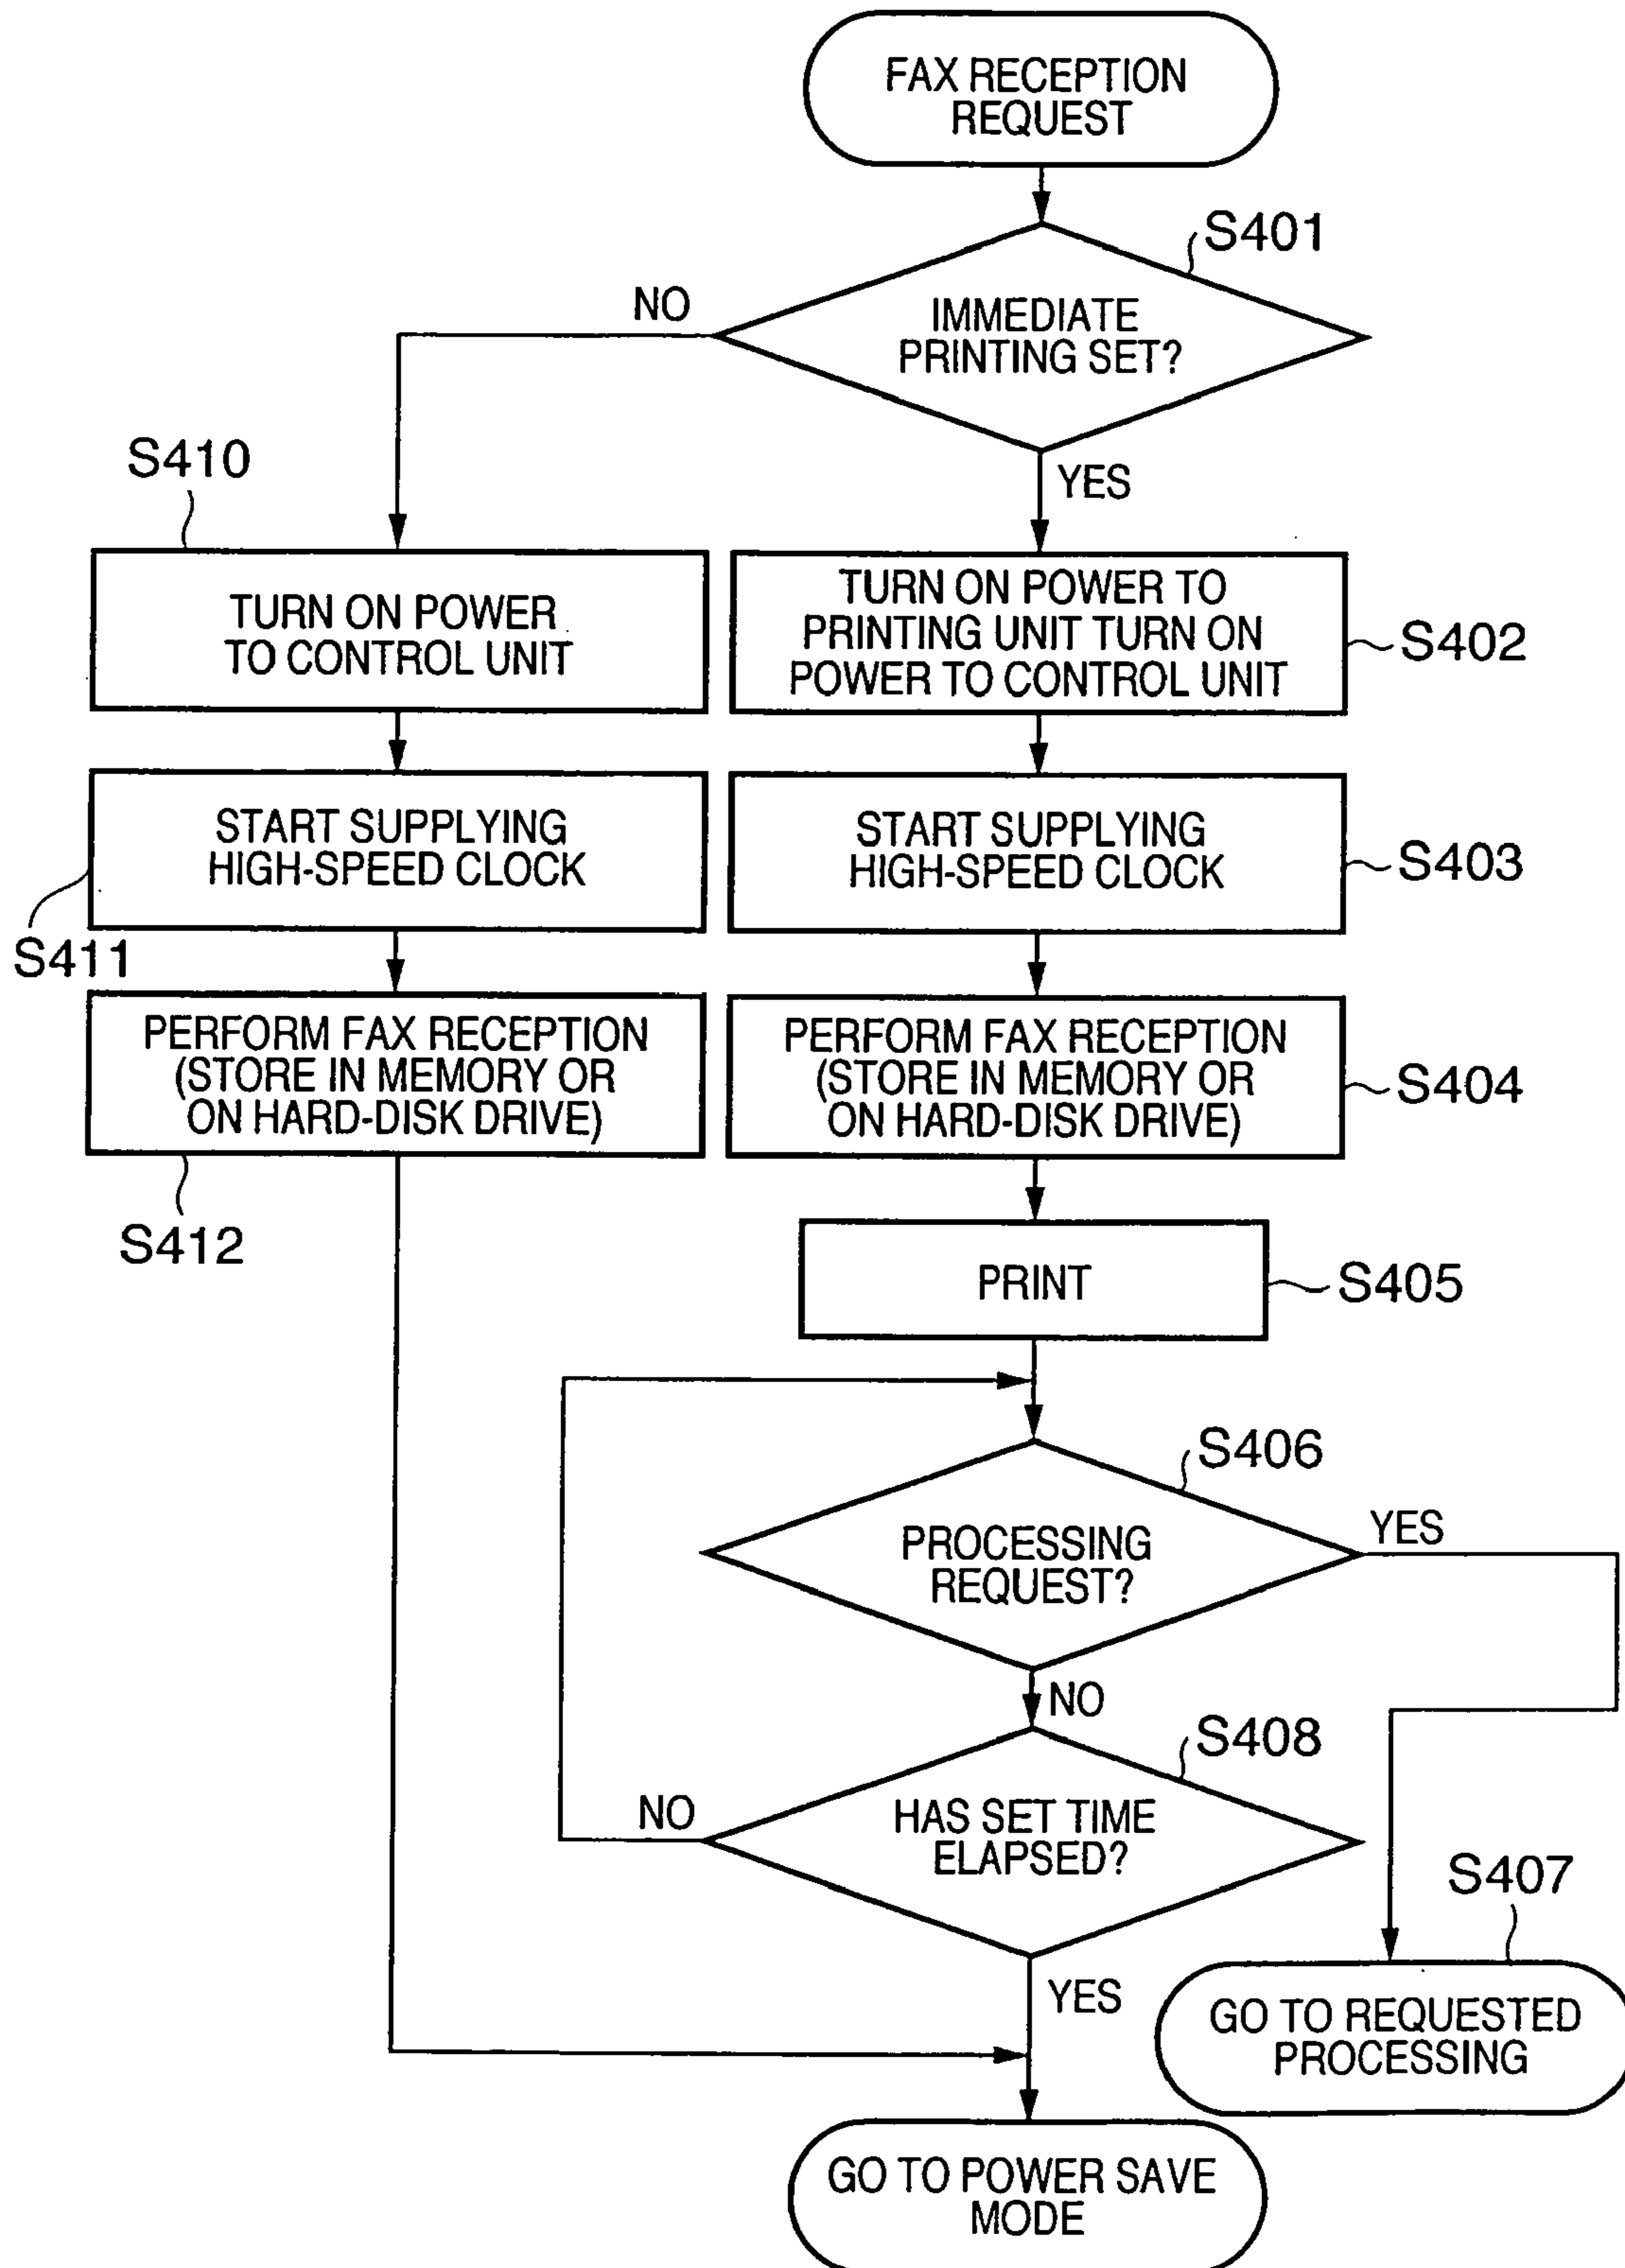 FAX RECEPTION
REQUEST
S401
NO
IMMEDIATE
PRINTING SET?
YES
S410
TURN ON POWER
TO CONTROL UNIT
TURN ON POWER TO
PRINTING UNIT TURN ON
POWER TO CONTROL UNIT
S402
START SUPPLYING
HIGH-SPEED CLOCK
S411
START SUPPLYING
HIGH-SPEED CLOCK
S403
PERFORM FAX RECEPTION
(STORE IN MEMORY OR
ON HARD-DISK DRIVE)
S412
PERFORM FAX RECEPTION
(STORE IN MEMORY OR
ON HARD-DISK DRIVE)
S404
PRINT
S405
S406
PROCESSING
REQUEST?
YES
NO
S408
NO
HAS SET TIME
ELAPSED?
YES
S407
GO TO REQUESTED
PROCESSING
GO TO POWER SAVE
MODE